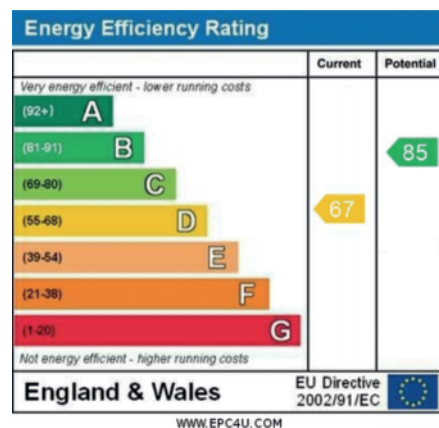 Energy Efficiency Rating
Current Potential
Very energy efficient - lower running costs
(92+) A
(81-91) B
85
(69-80) C
(55-68) D
67
(39-54) E
(21-38) F
(1-20) G
Not energy efficient - higher running costs
England & Wales
EU Directive
2002/91/EC
WWW.EPC4U.COM